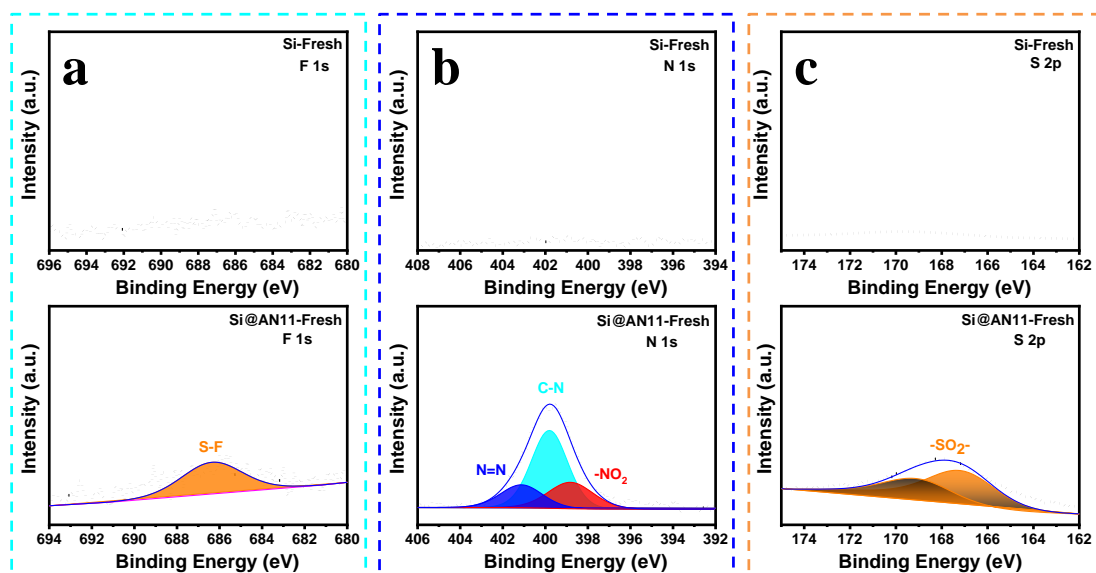 a
Si-Fresh
F 1s
Intensity (a.u.)
696 694 692 690 688 686 684 682 680
Binding Energy (eV)
b
Si-Fresh
N 1s
Intensity (a.u.)
408 406 404 402 400 398 396 394
Binding Energy (eV)
c
Si-Fresh
S 2p
Intensity (a.u.)
174 172 170 168 166 164 162
Binding Energy (eV)
Si@AN11-Fresh
F 1s
S-F
Intensity (a.u.)
694 692 690 688 686 684 682 680
Binding Energy (eV)
Si@AN11-Fresh
N 1s
C-N
N=N
-NO₂
Intensity (a.u.)
406 404 402 400 398 396 394 392
Binding Energy (eV)
Si@AN11-Fresh
S 2p
-SO₂-
Intensity (a.u.)
174 172 170 168 166 164 162
Binding Energy (eV)